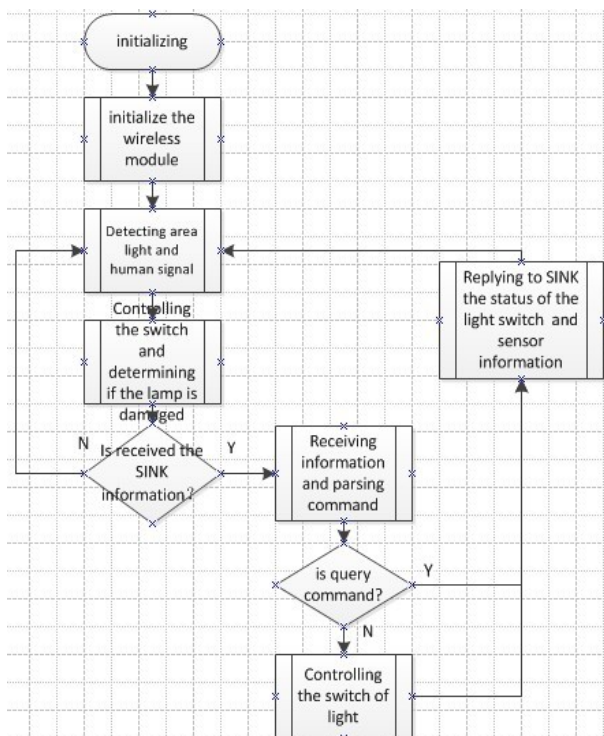 initializing
initialize the
wireless
module
Detecting area
light and
human signal
Controlling
the switch
and
determining
if the lamp is
damaged
N
Is received the
SINK
information?
Y
Receiving
information
and parsing
command
is query
command?
Y
N
Controlling
the switch of
light
Replying to SINK
the status of the
light switch and
sensor
information